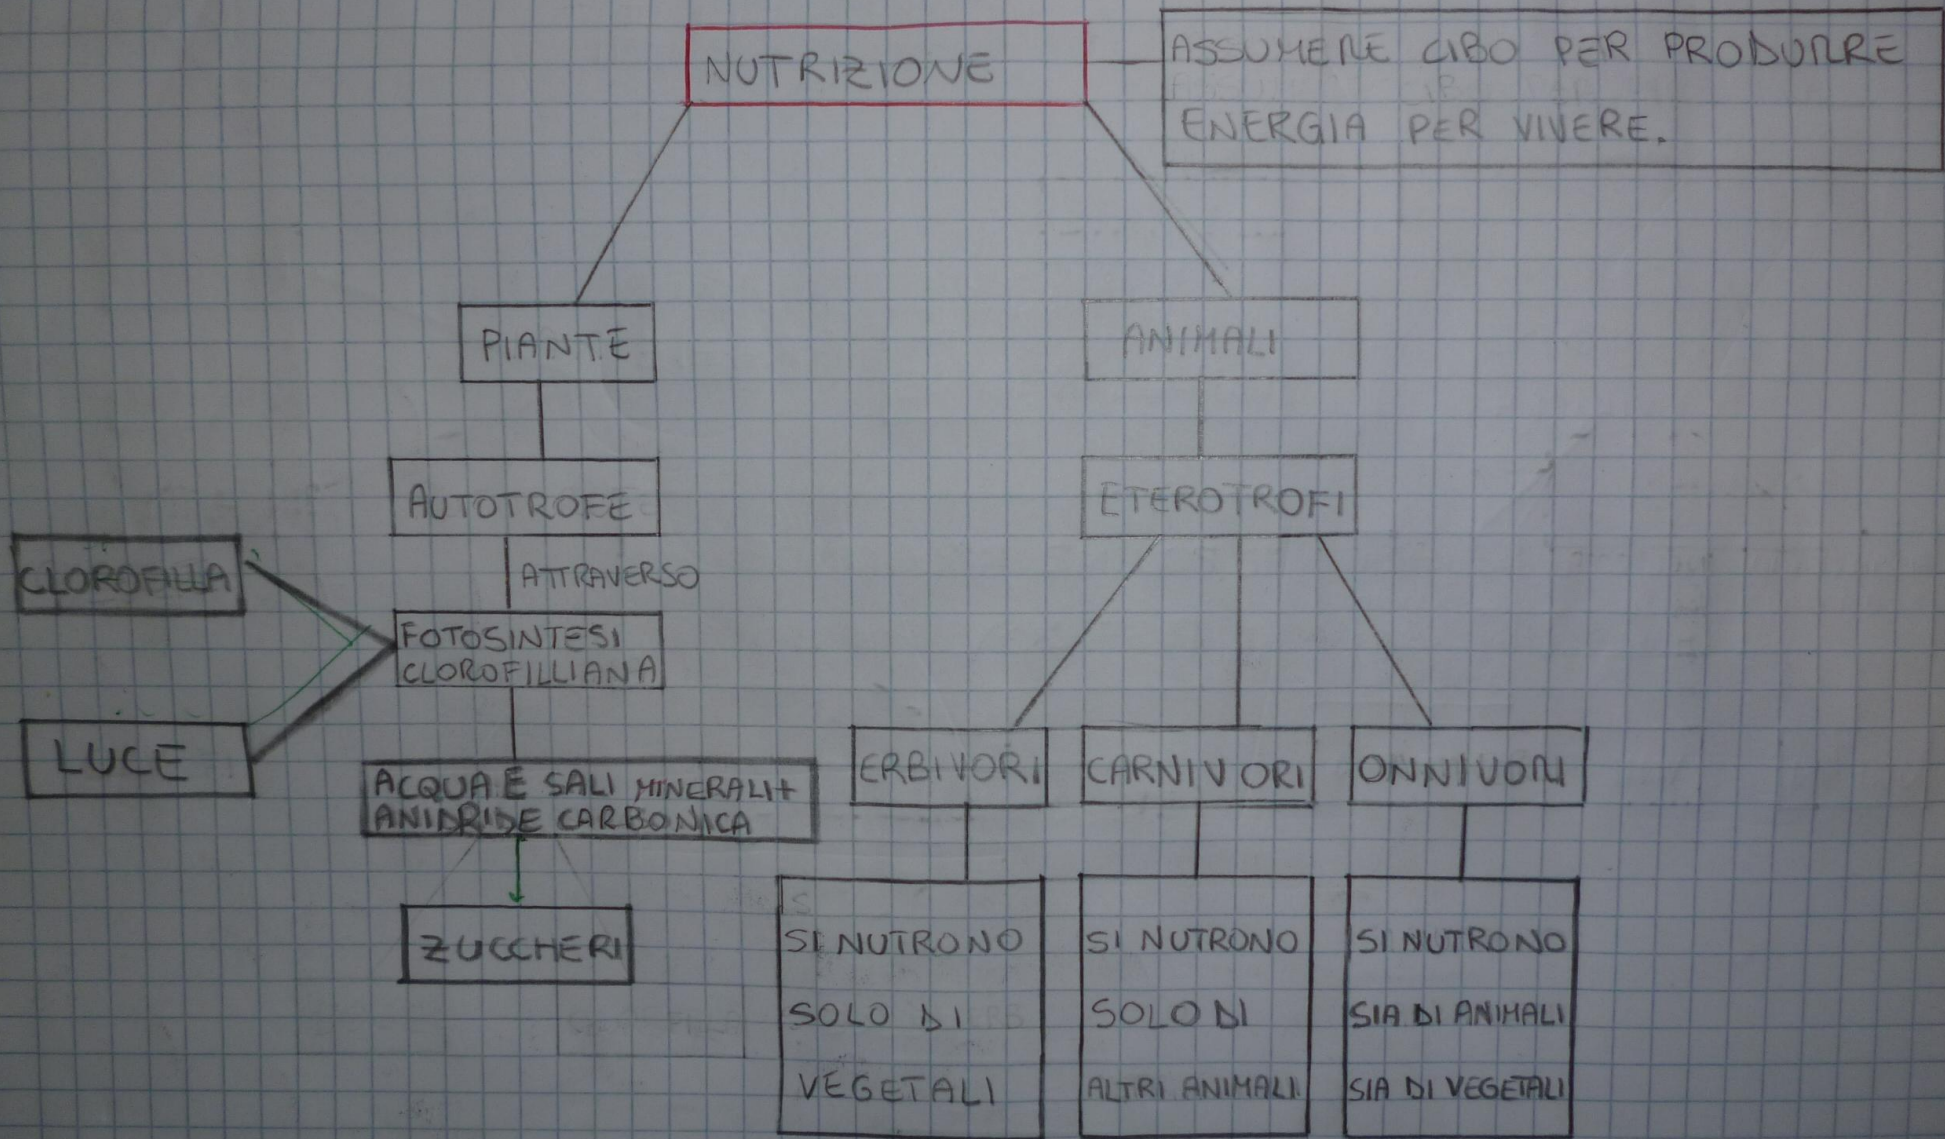 NUTRIZIONE
ASSUMERE CIBO PER PRODURRE
ENERGIA PER VIVERE.
PIANTE
ANIMALI
AUTOTROFE
ETEROTROFI
CLOROFILLA
ATTRAVERSO
FOTOSINTESI
CLOROFILLIANA
LUCE
ACQUA E SALI MINERALI+
ANIDRIDE CARBONICA
ZUCCHERI
ERBIVORI
CARNIVORI
ONNIVORI
SI NUTRONO
SOLO DI
VEGETALI
SI NUTRONO
SOLO DI
ALTRI ANIMALI
SI NUTRONO
SIA DI ANIMALI
SIA DI VEGETALI